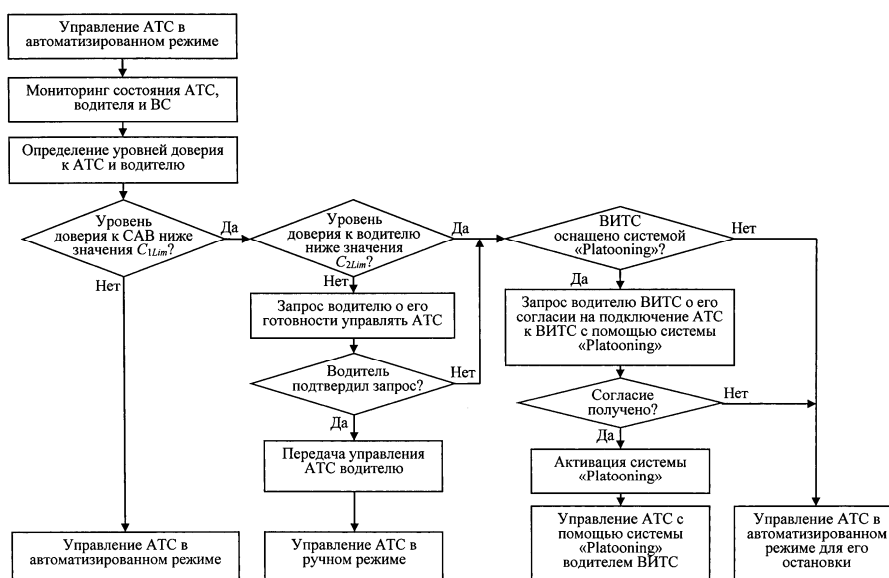 Управление АТС в
автоматизированном режиме
Мониторинг состояния АТС,
водителя и ВС
Определение уровней доверия
к АТС и водителю
Уровень
доверия к САВ ниже
значения C1Lim?
Да
Нет
Уровень
доверия к водителю
ниже значения
C2Lim?
Да
Нет
Запрос водителю о его
готовности управлять АТС
Водитель
подтвердил запрос?
Нет
Да
Передача управления
АТС водителю
ВИТС
оснащено системой
«Platooning»?
Нет
Да
Запрос водителю ВИТС о его
согласии на подключение АТС
к ВИТС с помощью системы
«Platooning»
Согласие
получено?
Нет
Да
Активация системы
«Platooning»
Управление АТС в
автоматизированном режиме
Управление АТС в
ручном режиме
Управление АТС с
помощью системы
«Platooning»
водителем ВИТС
Управление АТС в
автоматизированном
режиме для его
остановки